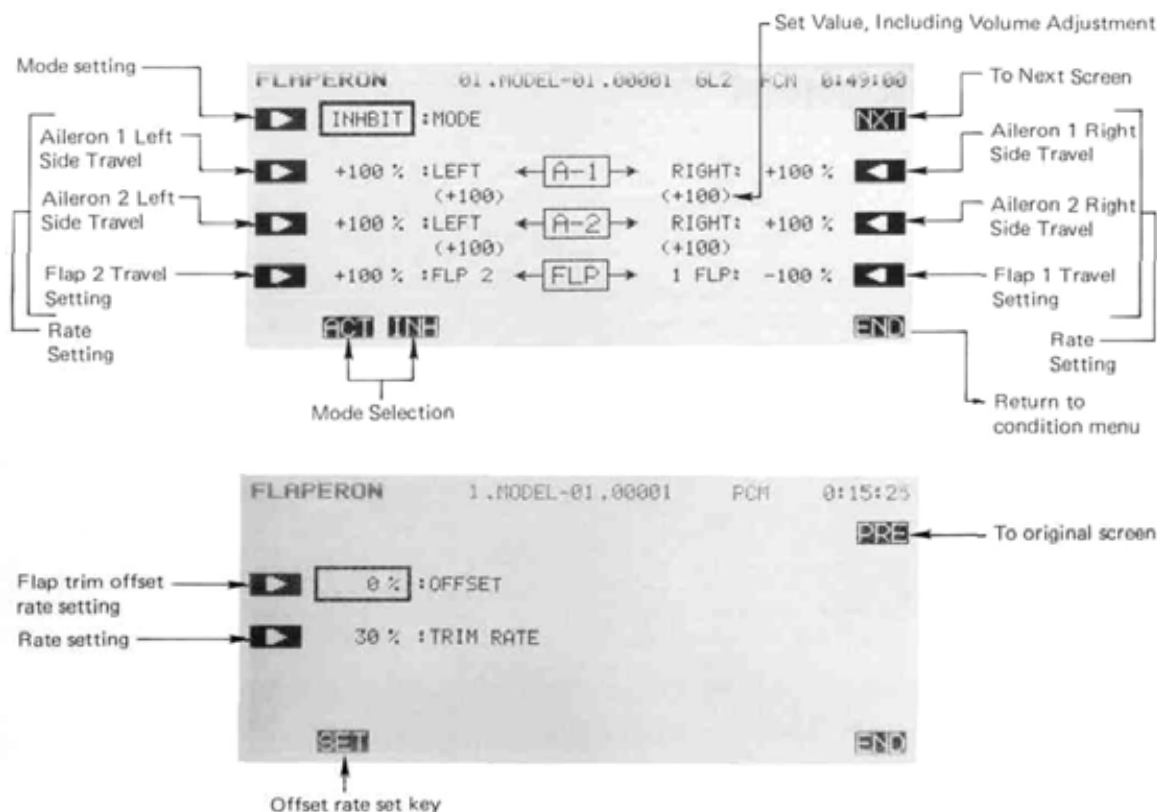 Set Value, Including Volume Adjustment
Mode setting
FLAPERON 01.MODEL-01.00001 GL2 PCM 0:49:00
To Next Screen
INHBIT :MODE NXT
Aileron 1 Left
Side Travel
Aileron 1 Right
Side Travel
+100 % :LEFT A-1 RIGHT: +100 %
(+100) (+100)
Aileron 2 Left
Side Travel
Aileron 2 Right
Side Travel
+100 % :LEFT A-2 RIGHT: +100 %
(+100) (+100)
Flap 2 Travel
Setting
Flap 1 Travel
Setting
+100 % :FLP 2 FLP 1 FLP: -100 %
Rate
Setting
ACT INH END
Rate
Setting
Mode Selection
Return to
condition menu
FLAPERON 1.MODEL-01.00001 PCM 0:15:25
PRE
To original screen
Flap trim offset
rate setting
0 % :OFFSET
Rate setting
30 % :TRIM RATE
SET END
Offset rate set key